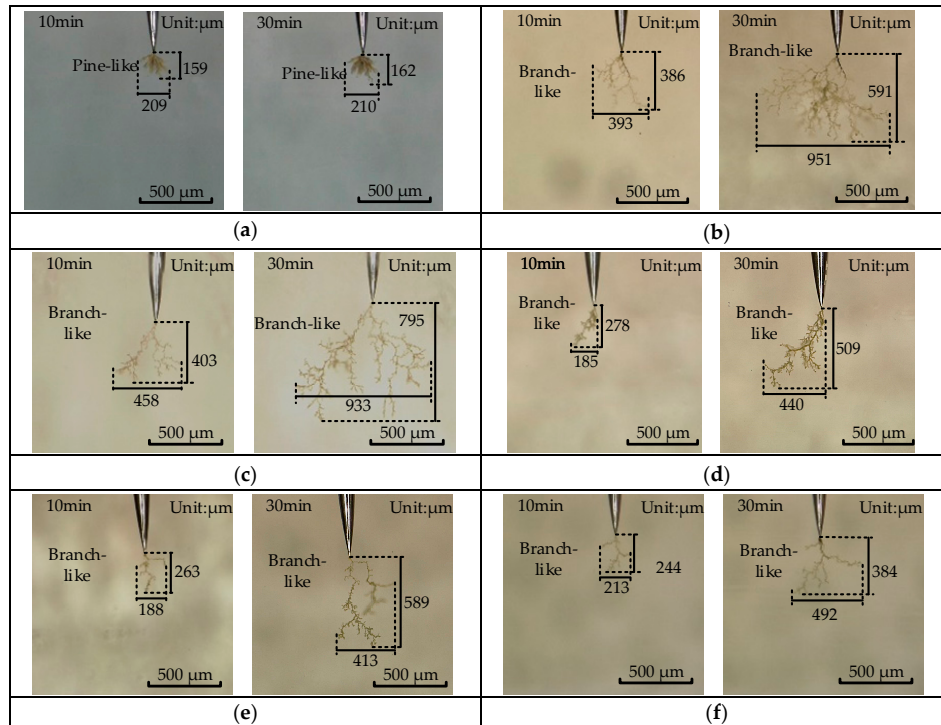 10min Unit:μm
Pine-like
159
209
500 μm
30min Unit:μm
Pine-like
162
210
500 μm
(a)
10min Unit:μm
Branch-
like
386
393
500 μm
30min Unit:μm
Branch-like
591
951
500 μm
(b)
10min Unit:μm
Branch-
like
403
458
500 μm
30min Unit:μm
Branch-like
795
933
500 μm
(c)
10min Unit:μm
Branch-
like
278
185
500 μm
30min Unit:μm
Branch-
like
509
440
500 μm
(d)
10min Unit:μm
Branch-
like
263
188
500 μm
30min Unit:μm
Branch-
like
589
413
500 μm
(e)
10min Unit:μm
Branch-
like
244
213
500 μm
30min Unit:μm
Branch-
like
384
492
500 μm
(f)